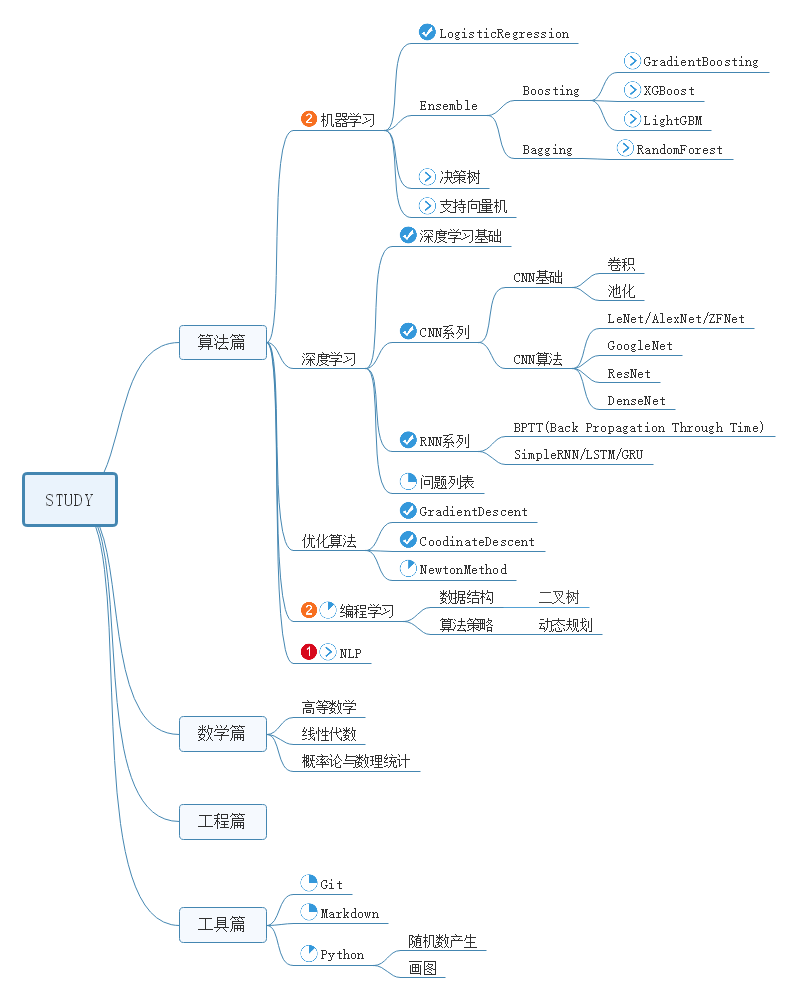 STUDY
算法篇
2 机器学习
LogisticRegression
Ensemble
Boosting
GradientBoosting
XGBoost
LightGBM
Bagging
RandomForest
决策树
支持向量机
深度学习
深度学习基础
CNN系列
CNN基础
卷积
池化
CNN算法
LeNet/AlexNet/ZFNet
GoogleNet
ResNet
DenseNet
RNN系列
BPTT(Back Propagation Through Time)
SimpleRNN/LSTM/GRU
问题列表
优化算法
GradientDescent
CoodinateDescent
NewtonMethod
2 编程学习
数据结构
二叉树
算法策略
动态规划
1 NLP
数学篇
高等数学
线性代数
概率论与数理统计
工程篇
工具篇
Git
Markdown
Python
随机数产生
画图